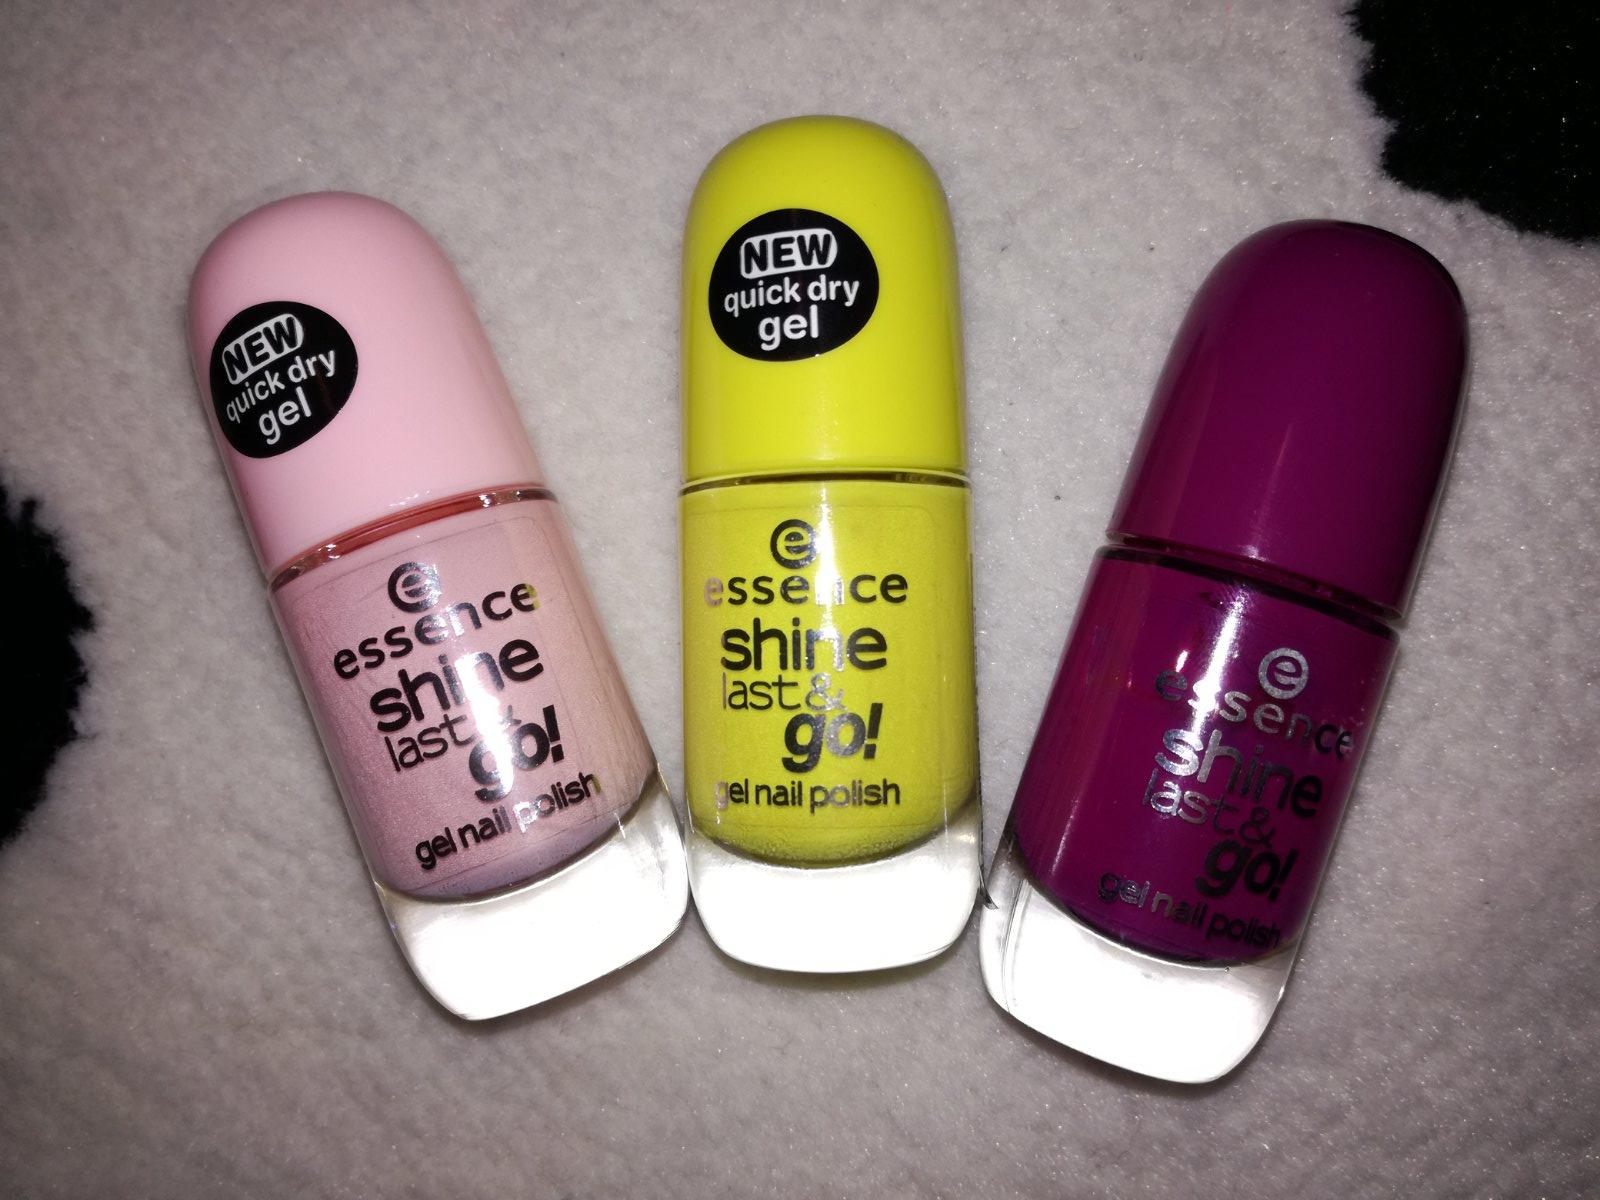 NEW
quick dry
gel
e
essence
shine
last &
go!
gel nail polish
NEW
quick dry
gel
e
essence
shine
last &
go!
gel nail polish
e
essence
shine
last &
go!
gel nail polish